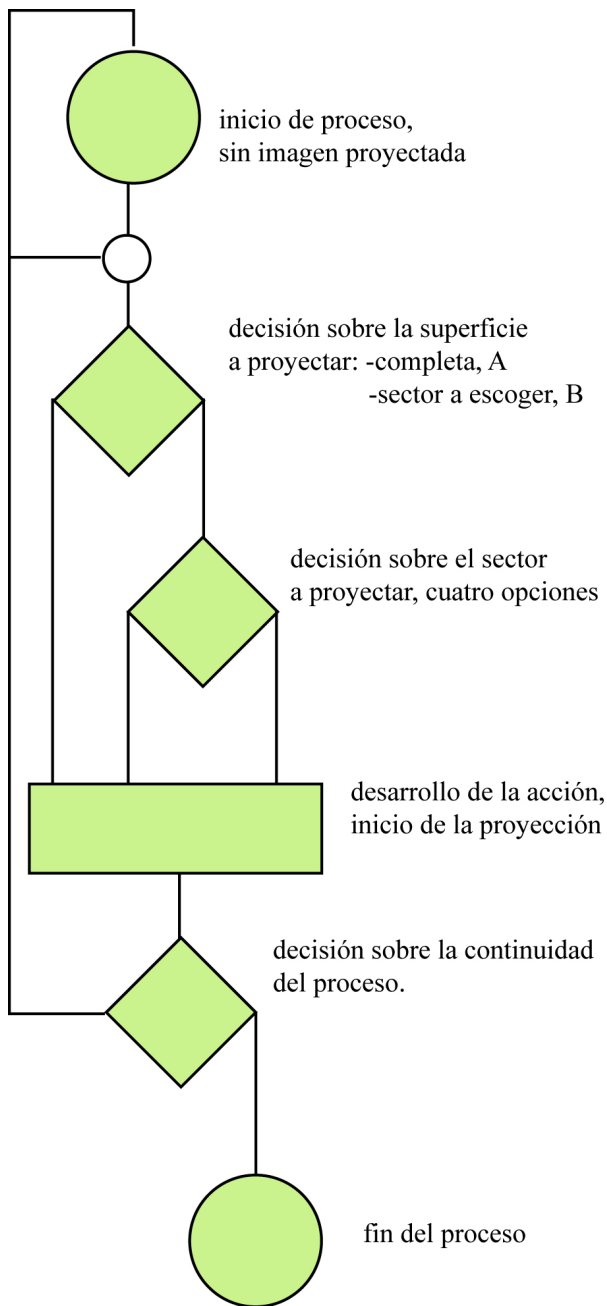 inicio de proceso,
sin imagen proyectada
decisión sobre la superficie
a proyectar: -completa, A
-sector a escoger, B
decisión sobre el sector
a proyectar, cuatro opciones
desarrollo de la acción,
inicio de la proyección
decisión sobre la continuidad
del proceso.
fin del proceso